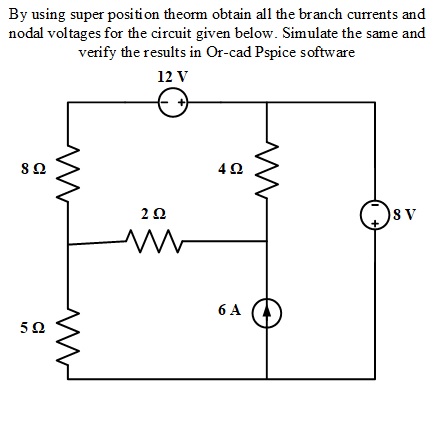 By using super position theorm obtain all the branch currents and
nodal voltages for the circuit given below. Simulate the same and
verify the results in Or-cad Pspice software
12 V
- +
8 Ω
4 Ω
2 Ω
- +
8 V
6 A
5 Ω